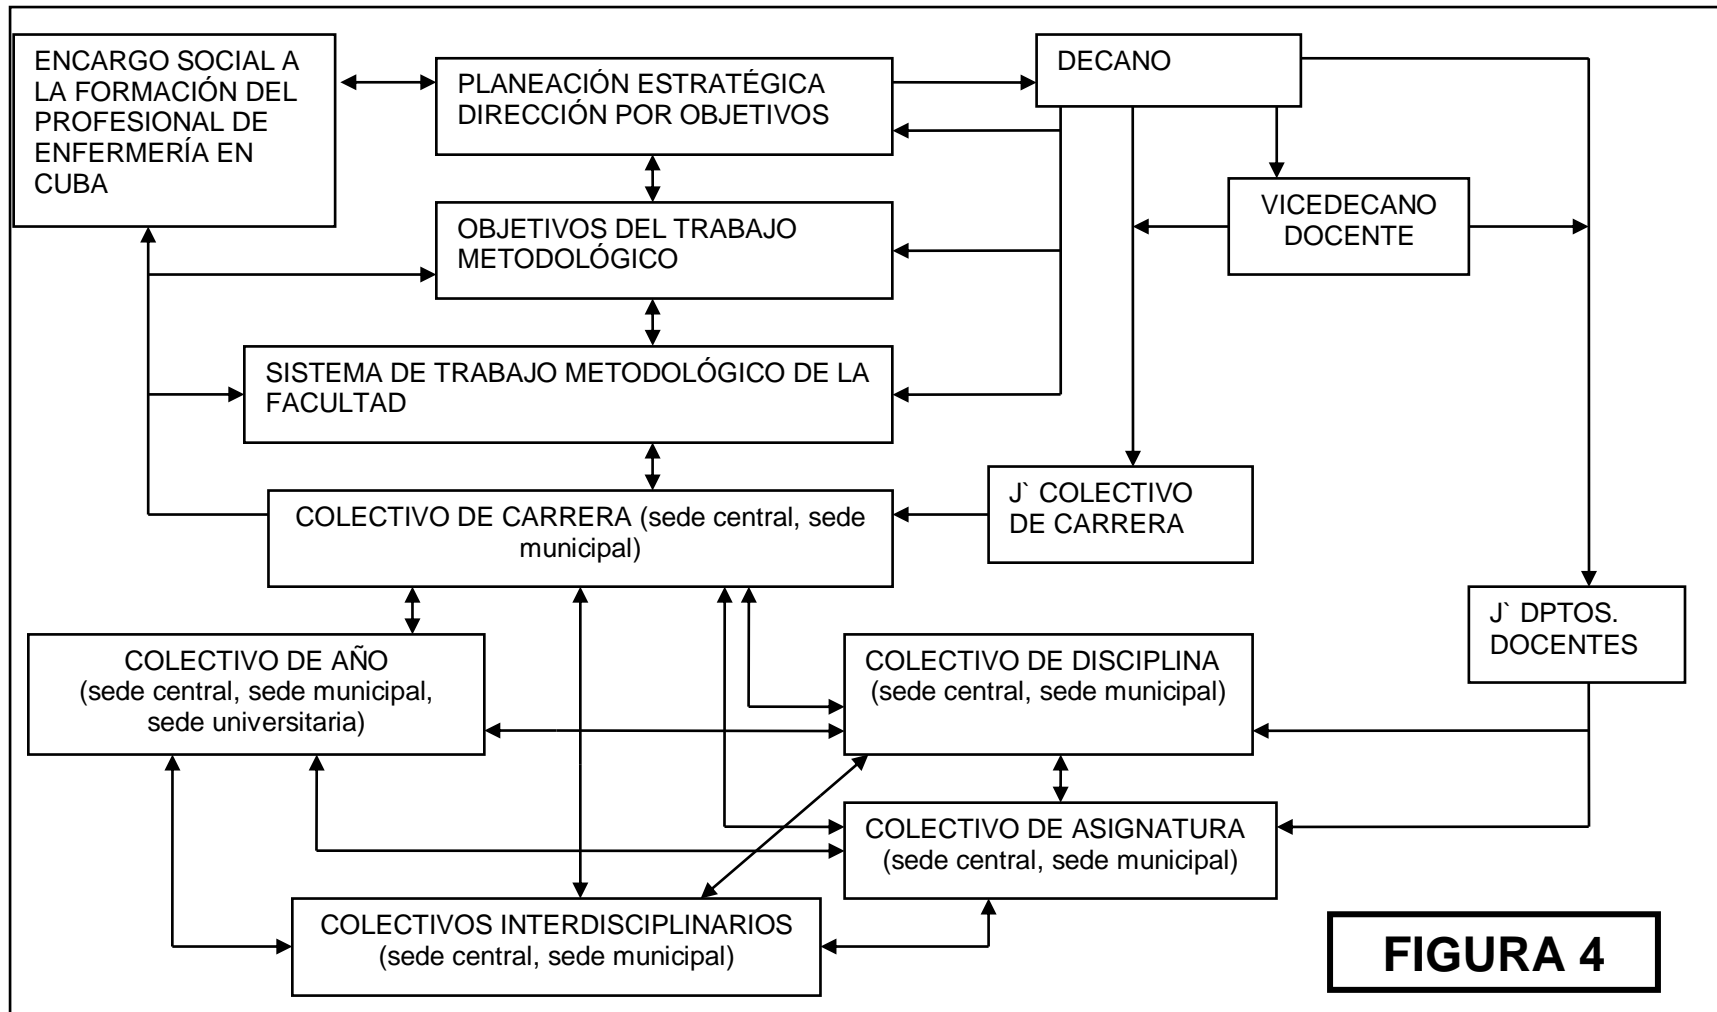 ENCARGO SOCIAL A
LA FORMACIÓN DEL
PROFESIONAL DE
ENFERMERÍA EN
CUBA
PLANEACIÓN ESTRATÉGICA
DIRECCIÓN POR OBJETIVOS
DECANO
VICEDECANO
DOCENTE
OBJETIVOS DEL TRABAJO
METODOLÓGICO
SISTEMA DE TRABAJO METODOLÓGICO DE LA
FACULTAD
COLECTIVO DE CARRERA (sede central, sede
municipal)
J` COLECTIVO
DE CARRERA
J` DPTOS.
DOCENTES
COLECTIVO DE AÑO
(sede central, sede municipal,
sede universitaria)
COLECTIVO DE DISCIPLINA
(sede central, sede municipal)
COLECTIVO DE ASIGNATURA
(sede central, sede municipal)
COLECTIVOS INTERDISCIPLINARIOS
(sede central, sede municipal)
FIGURA 4